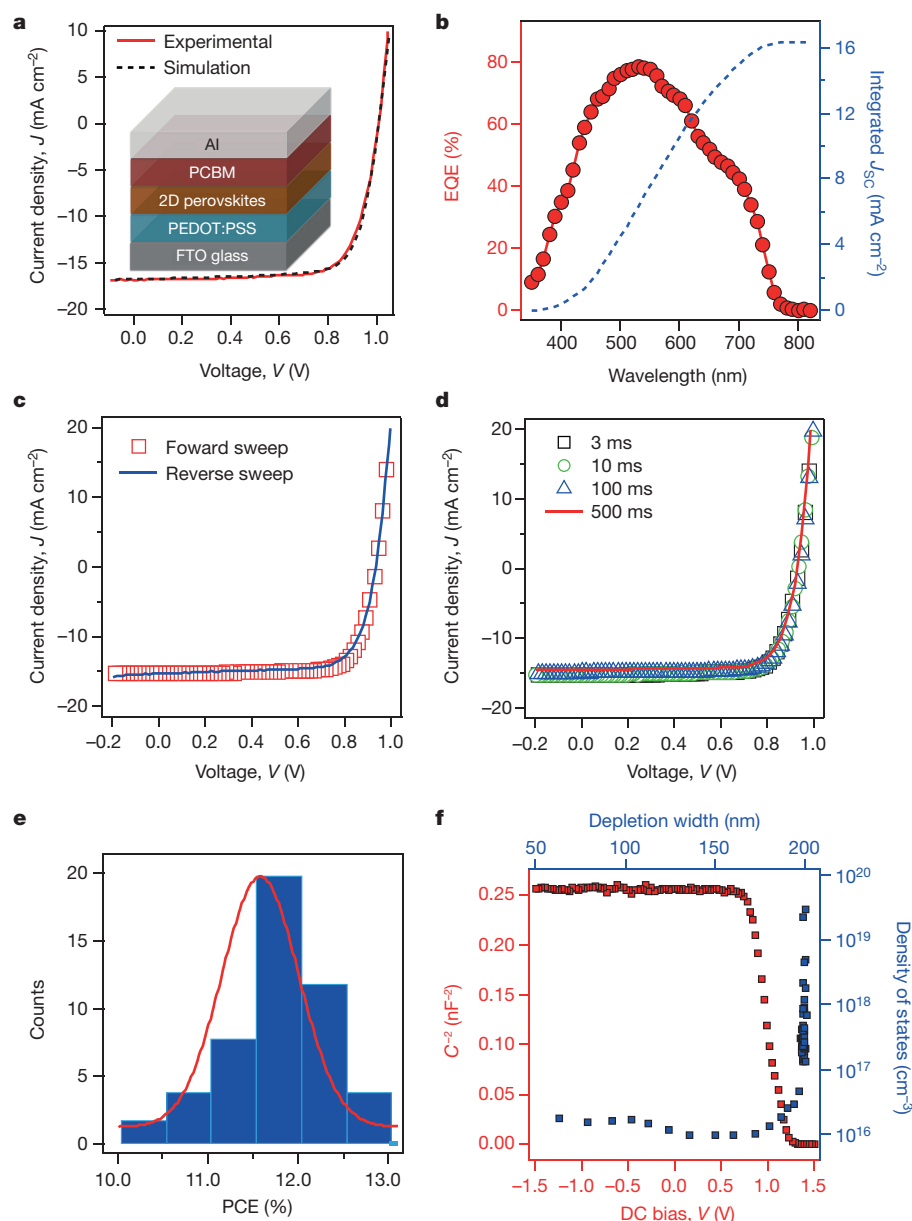 a
Experimental
Simulation
Al
PCBM
2D perovskites
PEDOT:PSS
FTO glass
10
5
0
−5
−10
−15
−20
Current density, J (mA cm⁻²)
0.0 0.2 0.4 0.6 0.8 1.0
Voltage, V (V)
b
80
60
40
20
0
EQE (%)
16
12
8
4
0
Integrated JSC (mA cm⁻²)
400 500 600 700 800
Wavelength (nm)
c
Foward sweep
Reverse sweep
20
10
0
−10
−20
Current density, J (mA cm⁻²)
−0.2 0.0 0.2 0.4 0.6 0.8 1.0
Voltage, V (V)
d
3 ms
10 ms
100 ms
500 ms
20
10
0
−10
−20
Current density, J (mA cm⁻²)
−0.2 0.0 0.2 0.4 0.6 0.8 1.0
Voltage, V (V)
e
20
15
10
5
0
Counts
10.0 11.0 12.0 13.0
PCE (%)
f
Depletion width (nm)
50 100 150 200
0.25
0.20
0.15
0.10
0.05
0.00
C⁻² (nF⁻²)
10²⁰
10¹⁹
10¹⁸
10¹⁷
10¹⁶
Density of states (cm⁻³)
−1.5 −1.0 −0.5 0.0 0.5 1.0 1.5
DC bias, V (V)